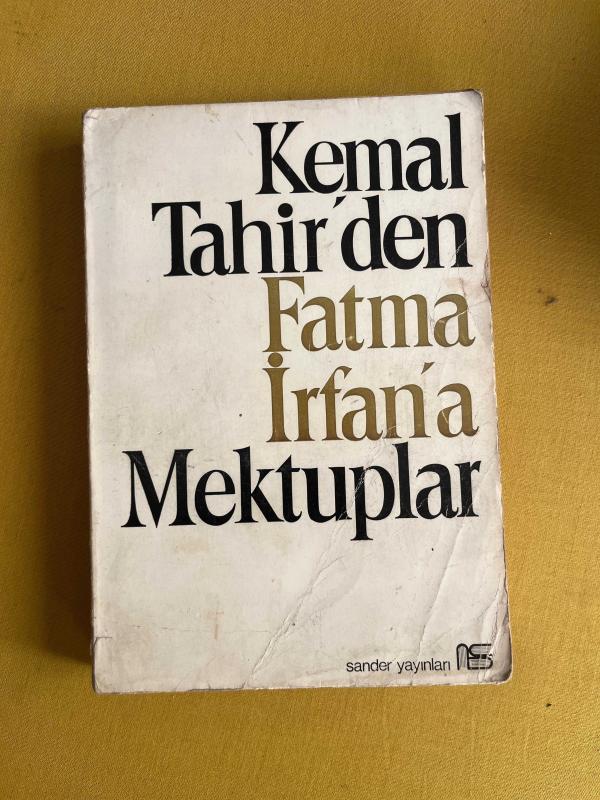 Kemal
Tahir'den
Fatma
İrfan'a
Mektuplar
sander yayınları